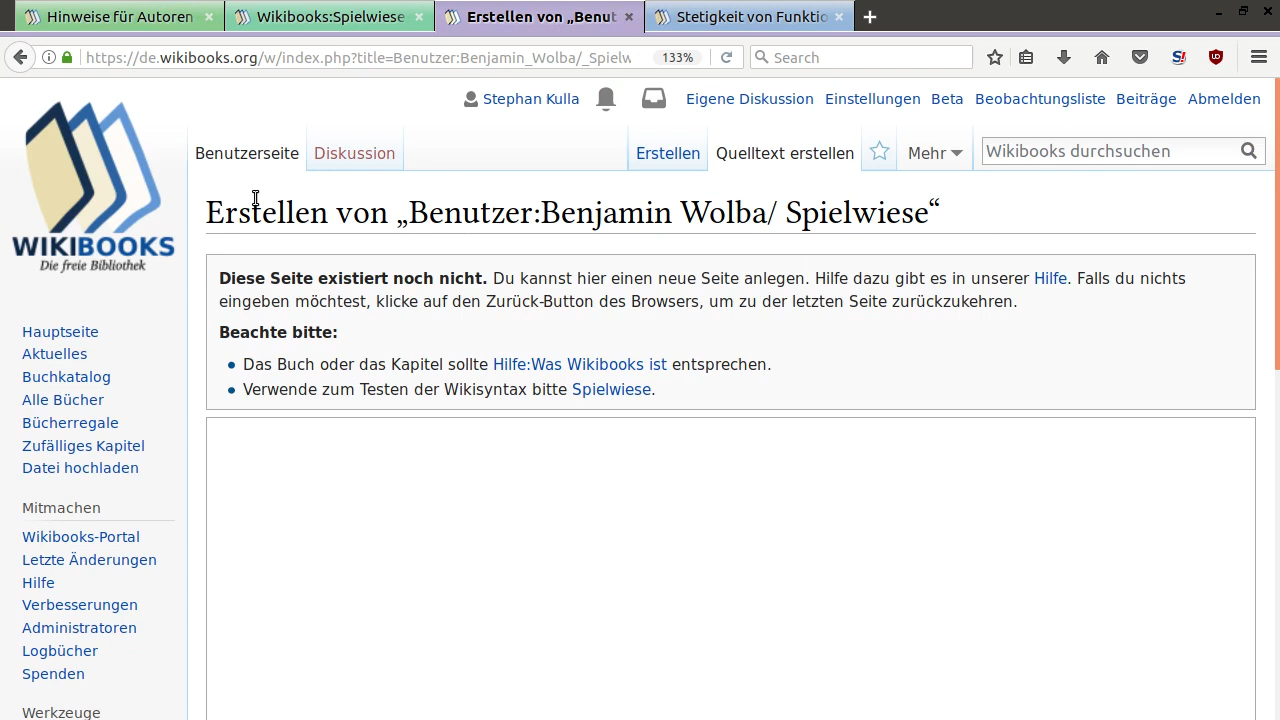 Hinweise für Autoren
Wikibooks:Spielwiese
Erstellen von „Benut
Stetigkeit von Funktio
https://de.wikibooks.org/w/index.php?title=Benutzer:Benjamin_Wolba/_Spielw
133%
Search
Stephan Kulla
Eigene Diskussion
Einstellungen
Beta
Beobachtungsliste
Beiträge
Abmelden
Benutzerseite
Diskussion
Erstellen
Quelltext erstellen
Mehr
Wikibooks durchsuchen
WIKIBOOKS
Die freie Bibliothek
Erstellen von „Benutzer:Benjamin Wolba/ Spielwiese“
Diese Seite existiert noch nicht. Du kannst hier einen neue Seite anlegen. Hilfe dazu gibt es in unserer Hilfe. Falls du nichts
eingeben möchtest, klicke auf den Zurück-Button des Browsers, um zu der letzten Seite zurückzukehren.
Beachte bitte:
Das Buch oder das Kapitel sollte Hilfe:Was Wikibooks ist entsprechen.
Verwende zum Testen der Wikisyntax bitte Spielwiese.
Hauptseite
Aktuelles
Buchkatalog
Alle Bücher
Bücherregale
Zufälliges Kapitel
Datei hochladen
Mitmachen
Wikibooks-Portal
Letzte Änderungen
Hilfe
Verbesserungen
Administratoren
Logbücher
Spenden
Werkzeuge